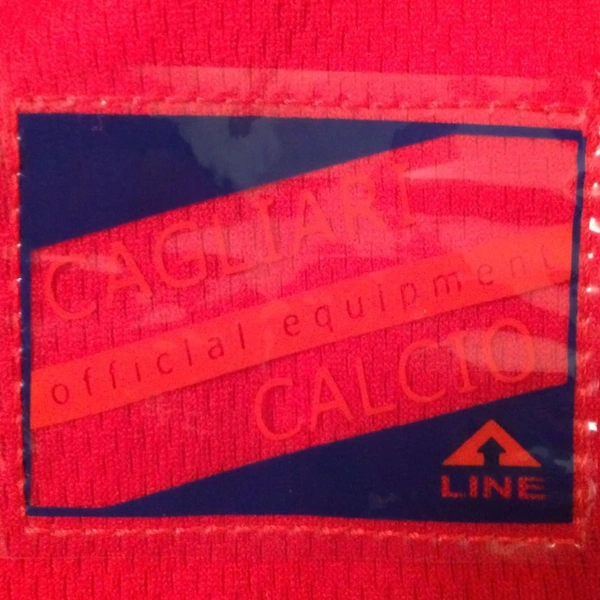 CAGLIARI
official equipment
CALCIO
LINE